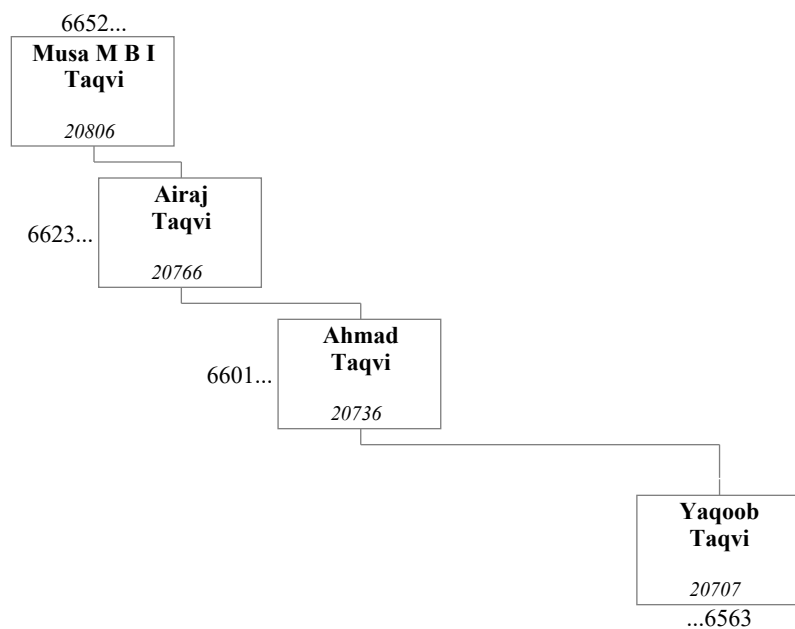 6652...
Musa M B I
Taqvi
20806
Airaj
Taqvi
6623...
20766
Ahmad
Taqvi
6601...
20736
Yaqoob
Taqvi
20707
...6563